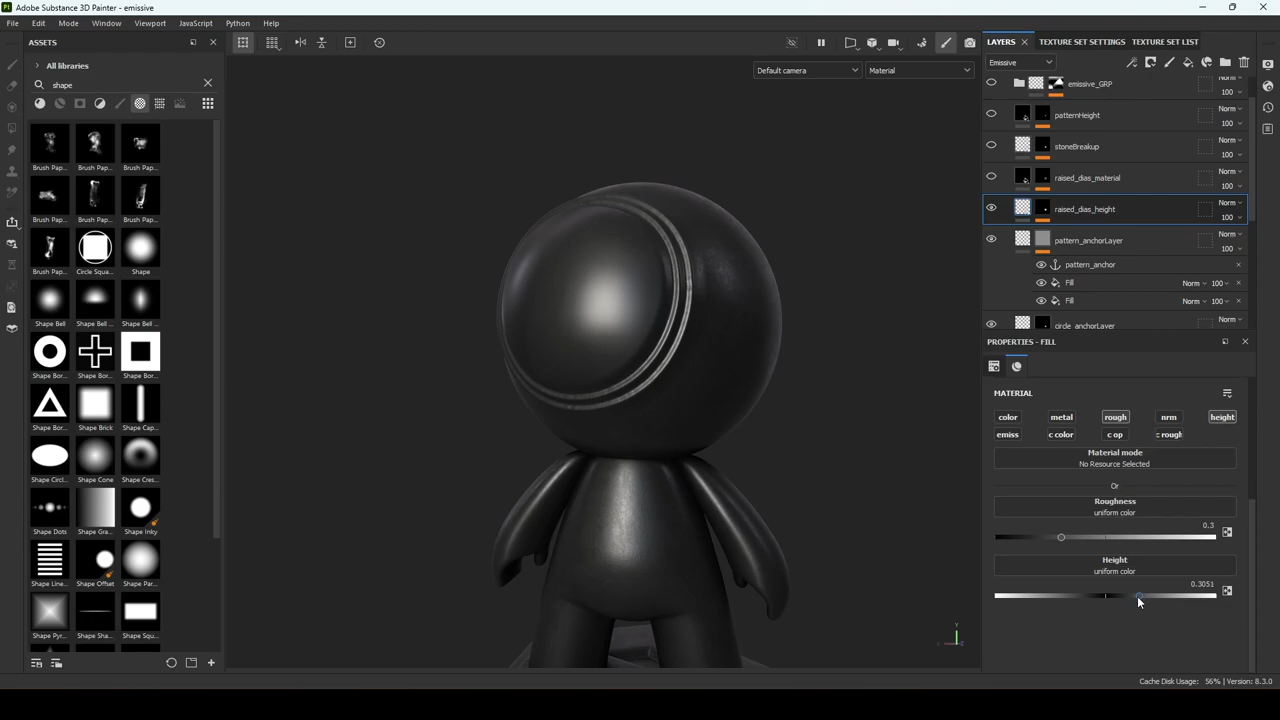 Adobe Substance 3D Painter - emissive
File Edit Mode Window Viewport JavaScript Python Help
ASSETS
All libraries
shape
Brush Pap... Brush Pap... Brush Pap...
Brush Pap... Brush Pap... Brush Pap...
Brush Pap... Circle Squa... Shape
Shape Bell Shape Bell ... Shape Bell ...
Shape Bor... Shape Bor... Shape Bor...
Shape Bor... Shape Brick Shape Cap...
Shape Circl... Shape Cone Shape Cres...
Shape Dots Shape Gra... Shape Inky
Shape Line... Shape Offset Shape Par...
Shape Pyr... Shape Sha... Shape Squ...
Default camera Material
LAYERS TEXTURE SET SETTINGS TEXTURE SET LIST
Emissive
emissive_GRP Norm 100
patternHeight Norm 100
stoneBreakup Norm 100
raised_dias_material Norm 100
raised_dias_height Norm 100
pattern_anchorLayer Norm 100
pattern_anchor
Fill Norm 100
Fill Norm 100
circle_anchorLayer Norm
PROPERTIES - FILL
MATERIAL
color metal rough nrm height
emiss c color c op c rough
Material mode
No Resource Selected
Or
Roughness
uniform color
0.3
Height
uniform color
0.3051
Y
Cache Disk Usage: 56% | Version: 8.3.0